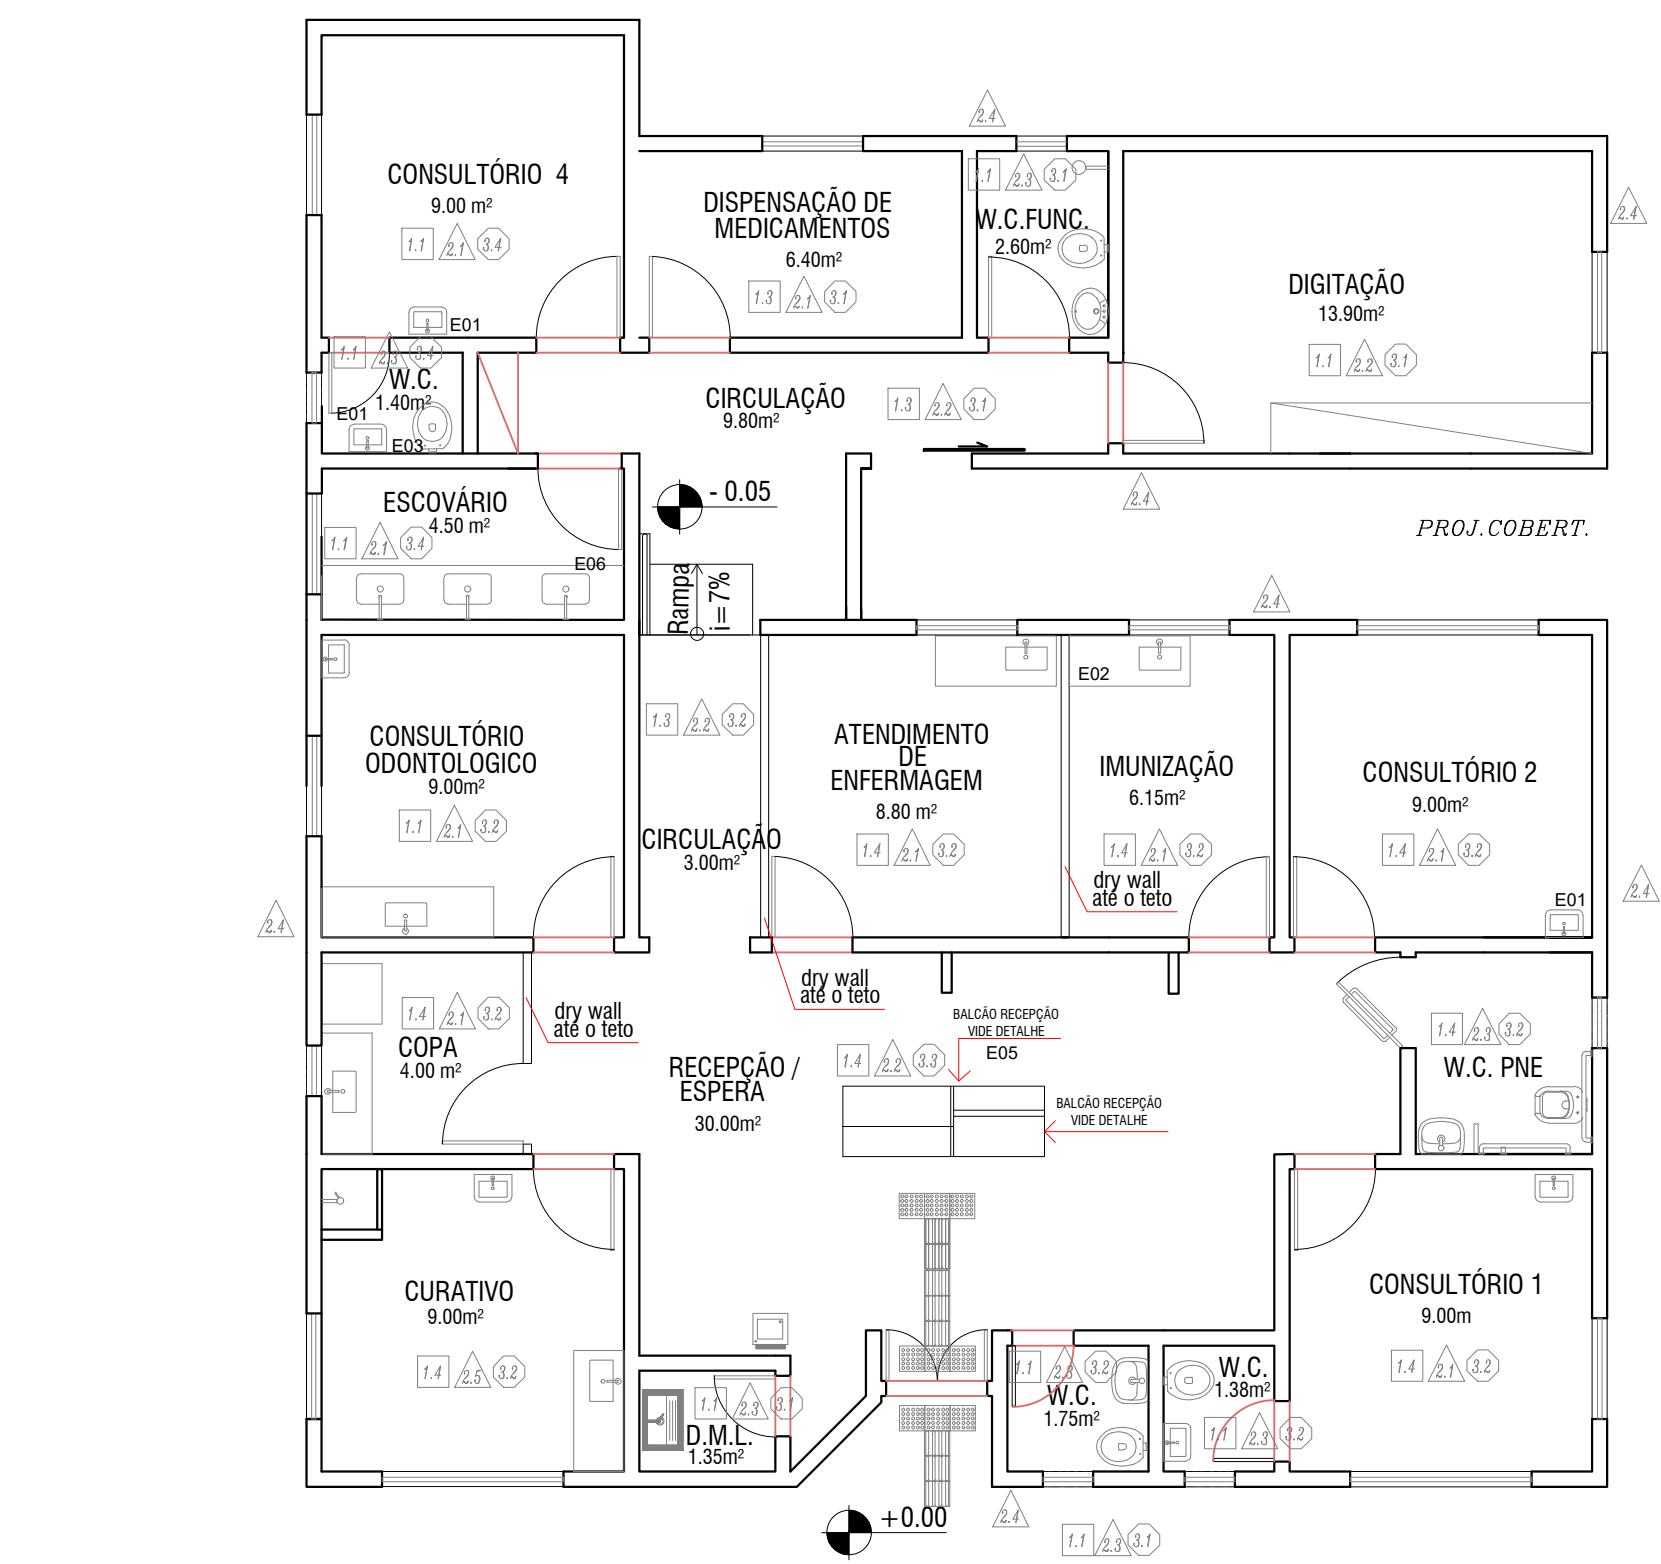 2.4
CONSULTÓRIO 4
9.00 m²
1.1 2.1 3.4
E01
DISPENSAÇÃO DE
MEDICAMENTOS
6.40m²
1.3 2.1 3.1
1.1 2.3 3.1
W.C.FUNC.
2.60m²
2.4
DIGITAÇÃO
13.90m²
1.1 2.2 3.1
1.1 2.3 3.4
W.C.
1.40m²
E01
E03
CIRCULAÇÃO
9.80m²
1.3 2.2 3.1
ESCOVÁRIO
4.50 m²
1.1 2.1 3.4
E06
- 0.05
2.4
PROJ.COBERT.
Rampa
i=7%
2.4
CONSULTÓRIO
ODONTOLOGICO
9.00m²
1.1 2.1 3.2
1.3 2.2 3.2
CIRCULAÇÃO
3.00m²
ATENDIMENTO
DE
ENFERMAGEM
8.80 m²
1.4 2.1 3.2
E02
IMUNIZAÇÃO
6.15m²
1.4 2.1 3.2
dry wall
até o teto
CONSULTÓRIO 2
9.00m²
1.4 2.1 3.2
E01
2.4
2.4
1.4 2.1 3.2
COPA
4.00 m²
dry wall
até o teto
dry wall
até o teto
RECEPÇÃO /
ESPERA
30.00m²
1.4 2.2 3.3
BALCÃO RECEPÇÃO
VIDE DETALHE
E05
BALCÃO RECEPÇÃO
VIDE DETALHE
1.4 2.3 3.2
W.C. PNE
CURATIVO
9.00m²
1.4 2.5 3.2
1.1 2.3 3.1
D.M.L.
1.35m²
1.1 2.3 3.2
W.C.
1.75m²
W.C.
1.38m²
1.1 2.3 3.2
CONSULTÓRIO 1
9.00m
1.4 2.1 3.2
+0.00
2.4
1.1 2.3 3.1